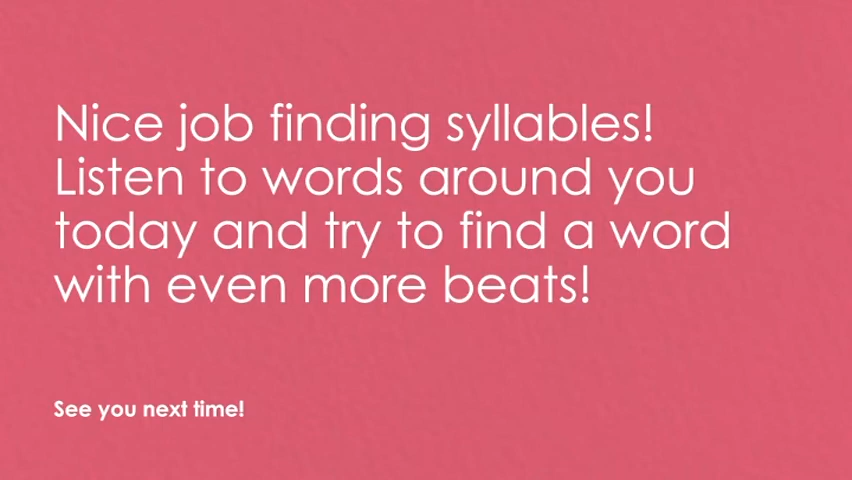 Nice job finding syllables!
Listen to words around you
today and try to find a word
with even more beats!
See you next time!